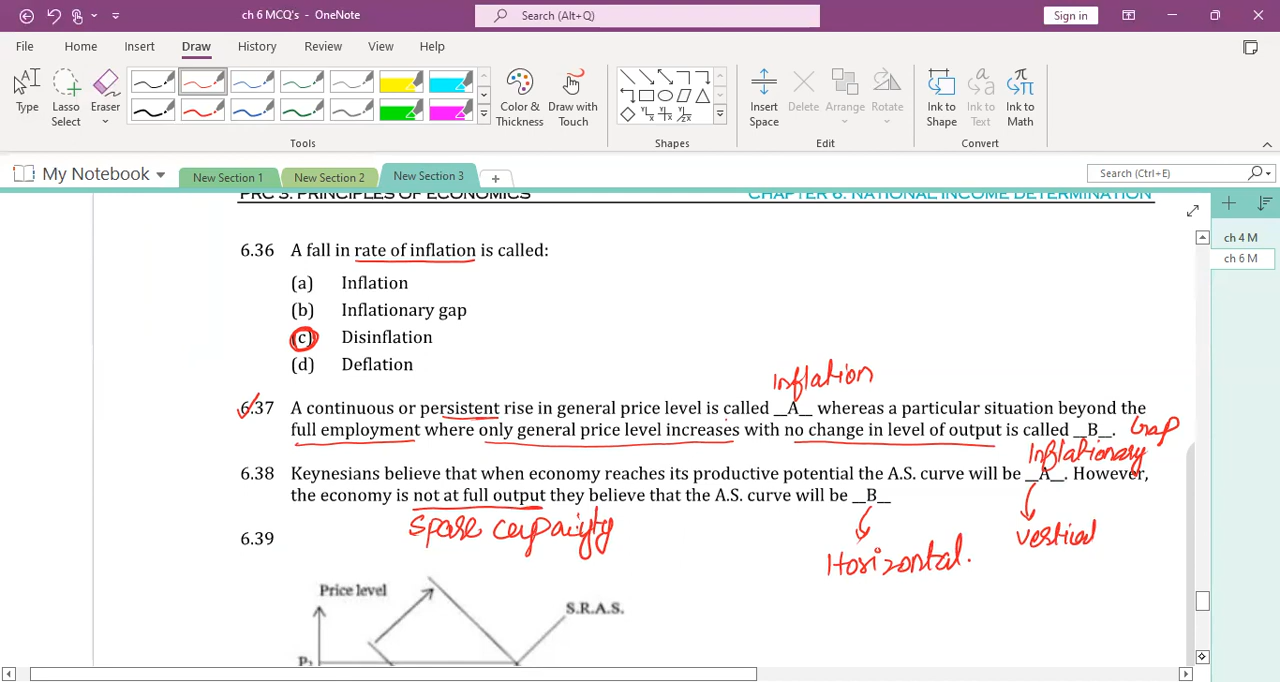 ch 6 MCQ's - OneNote
Search (Alt+Q)
Sign in
File Home Insert Draw History Review View Help
Type
Lasso Select
Eraser
Color & Thickness
Draw with Touch
Insert Space
Delete
Arrange
Rotate
Ink to Shape
Ink to Text
Ink to Math
Tools Shapes Edit Convert
My Notebook New Section 1 New Section 2 New Section 3 + Search (Ctrl+E)
PRC 3: PRINCIPLES OF ECONOMICS CHAPTER 6: NATIONAL INCOME DETERMINATION
ch 4 M
ch 6 M
6.36 A fall in rate of inflation is called:
(a) Inflation
(b) Inflationary gap
(c) Disinflation
(d) Deflation
Inflation
6.37 A continuous or persistent rise in general price level is called __A__ whereas a particular situation beyond the
full employment where only general price level increases with no change in level of output is called __B__. Gap
Inflationary
6.38 Keynesians believe that when economy reaches its productive potential the A.S. curve will be __A__. However,
the economy is not at full output they believe that the A.S. curve will be __B__
spare capaiyty
vertical
Horizontal.
6.39
Price level
S.R.A.S.